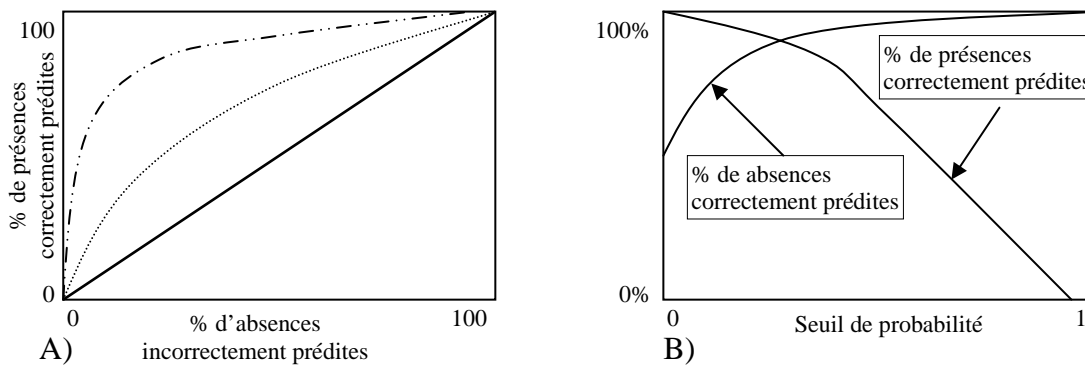 100
% de présences
correctement prédites
0
0
100
% d'absences
incorrectement prédites
A)
100%
% de présences
correctement prédites
% de absences
correctement prédites
0%
0
1
Seuil de probabilité
B)